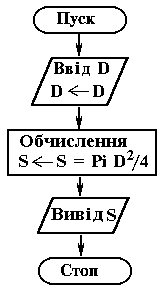 Пуск
Ввід D
D ← D
Обчислення
S ← S = Pi D²/4
Вивід S
Стоп